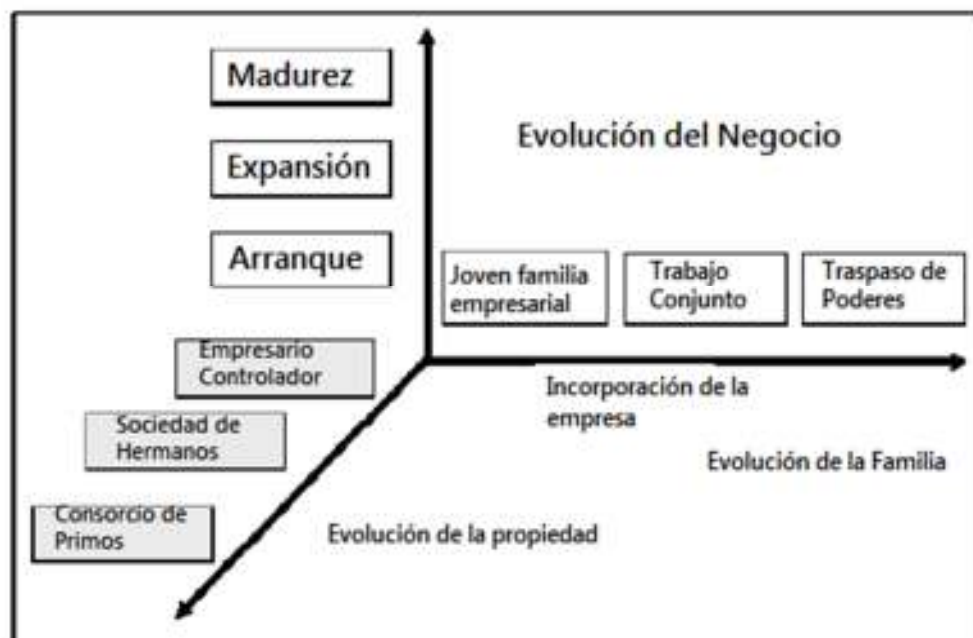 Madurez
Expansión
Arranque
Evolución del Negocio
Joven familia
empresarial
Trabajo
Conjunto
Traspaso de
Poderes
Empresario
Controlador
Sociedad de
Hermanos
Consorcio de
Primos
Incorporación de la
empresa
Evolución de la Familia
Evolución de la propiedad